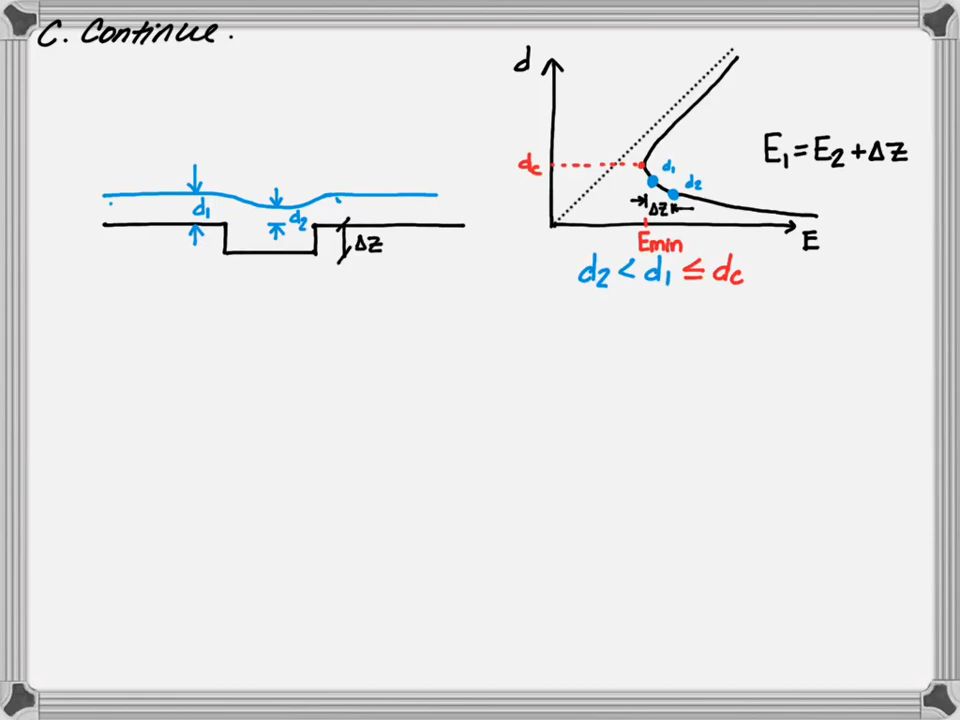 C. Continue.
d
dc
d1
d2
ΔZ
Emin
E
E1 = E2 + ΔZ
d1
d2
ΔZ
d2 < d1 ≤ dc